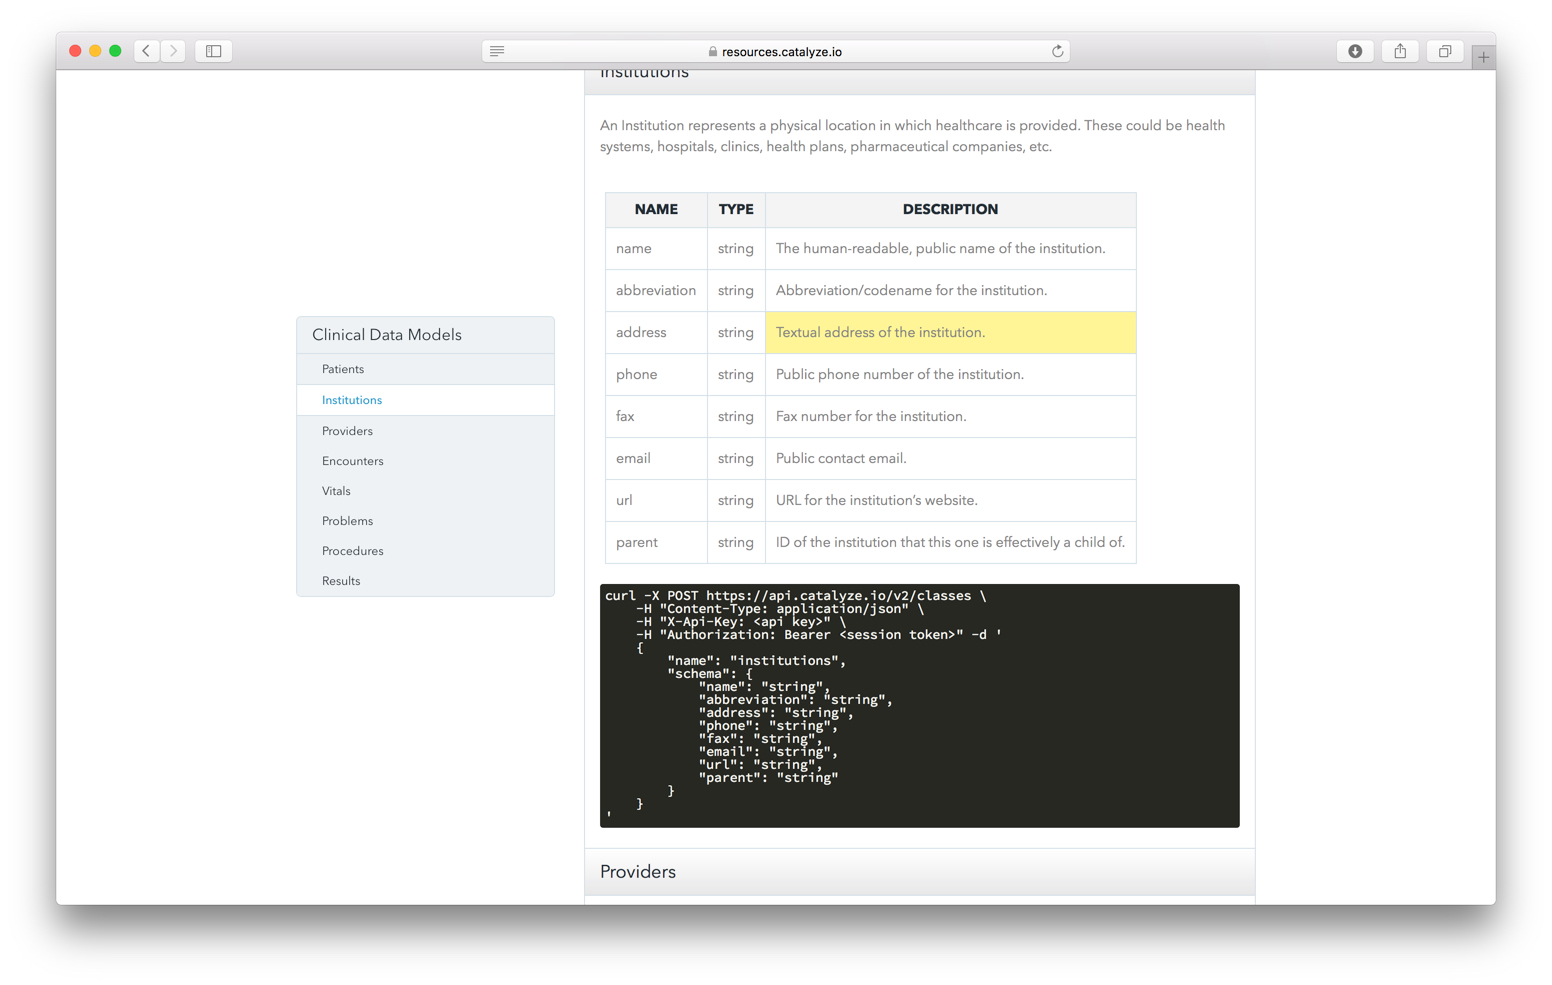 resources.catalyze.io
Institutions
An Institution represents a physical location in which healthcare is provided. These could be health
systems, hospitals, clinics, health plans, pharmaceutical companies, etc.
NAME TYPE DESCRIPTION
name string The human-readable, public name of the institution.
abbreviation string Abbreviation/codename for the institution.
address string Textual address of the institution.
phone string Public phone number of the institution.
fax string Fax number for the institution.
email string Public contact email.
url string URL for the institution’s website.
parent string ID of the institution that this one is effectively a child of.
Clinical Data Models
Patients
Institutions
Providers
Encounters
Vitals
Problems
Procedures
Results
curl -X POST https://api.catalyze.io/v2/classes \
    -H "Content-Type: application/json" \
    -H "X-Api-Key: <api key>" \
    -H "Authorization: Bearer <session token>" -d '
    {
        "name": "institutions",
        "schema": {
            "name": "string",
            "abbreviation": "string",
            "address": "string",
            "phone": "string",
            "fax": "string",
            "email": "string",
            "url": "string",
            "parent": "string"
        }
    }
'
Providers